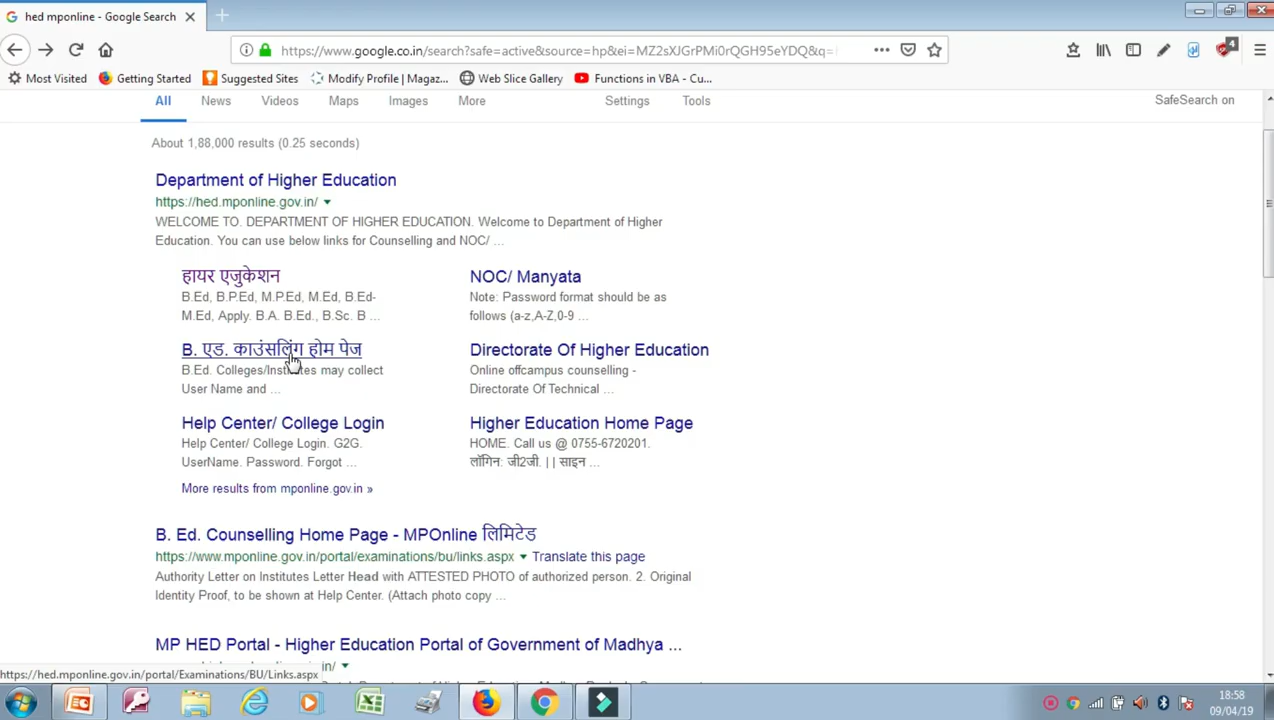 hed mponline - Google Search
https://www.google.co.in/search?safe=active&source=hp&ei=MZ2sXJGrPMi0rQGH95eYDQ&q=
4
Most Visited Getting Started Suggested Sites Modify Profile | Magaz... Web Slice Gallery Functions in VBA - Cu...
All News Videos Maps Images More Settings Tools SafeSearch on
About 1,88,000 results (0.25 seconds)
Department of Higher Education
https://hed.mponline.gov.in/
WELCOME TO. DEPARTMENT OF HIGHER EDUCATION. Welcome to Department of Higher
Education. You can use below links for Counselling and NOC/ ...
हायर एजुकेशन
B.Ed, B.P.Ed, M.P.Ed, M.Ed, B.Ed-
M.Ed, Apply. B.A. B.Ed., B.Sc. B ...
NOC/ Manyata
Note: Password format should be as
follows (a-z,A-Z,0-9 ...
B. एड. काउंसलिंग होम पेज
B.Ed. Colleges/Institutes may collect
User Name and ...
Directorate Of Higher Education
Online offcampus counselling -
Directorate Of Technical ...
Help Center/ College Login
Help Center/ College Login. G2G.
UserName. Password. Forgot ...
Higher Education Home Page
HOME. Call us @ 0755-6720201.
लॉगिन: जी2जी. | | साइन ...
More results from mponline.gov.in »
B. Ed. Counselling Home Page - MPOnline लिमिटेड
https://www.mponline.gov.in/portal/examinations/bu/links.aspx Translate this page
Authority Letter on Institutes Letter Head with ATTESTED PHOTO of authorized person. 2. Original
Identity Proof, to be shown at Help Center. (Attach photo copy ...
MP HED Portal - Higher Education Portal of Government of Madhya ...
https://hed.mponline.gov.in/portal/Examinations/BU/Links.aspx
18:58
09/04/19